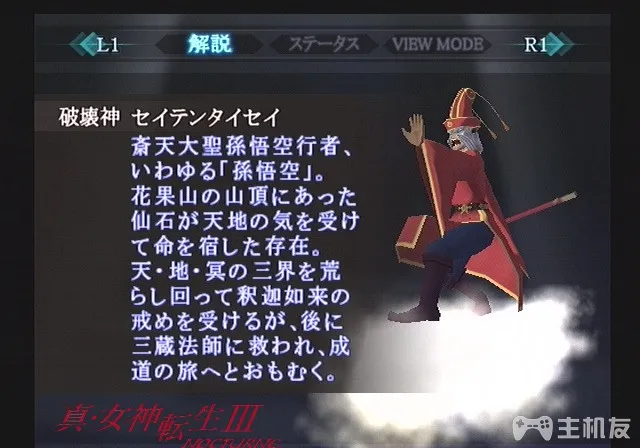 L1 解説 ステータス VIEW MODE R1
破壊神 セイテンタイセイ
斎天大聖孫悟空行者、
いわゆる「孫悟空」。
花果山の山頂にあった
仙石が天地の気を受け
て命を宿した存在。
天・地・冥の三界を荒
らし回って釈迦如来の
戒めを受けるが、後に
三蔵法師に救われ、成
道の旅へとおもむく。
真・女神転生III
NOCTURNE
主机友